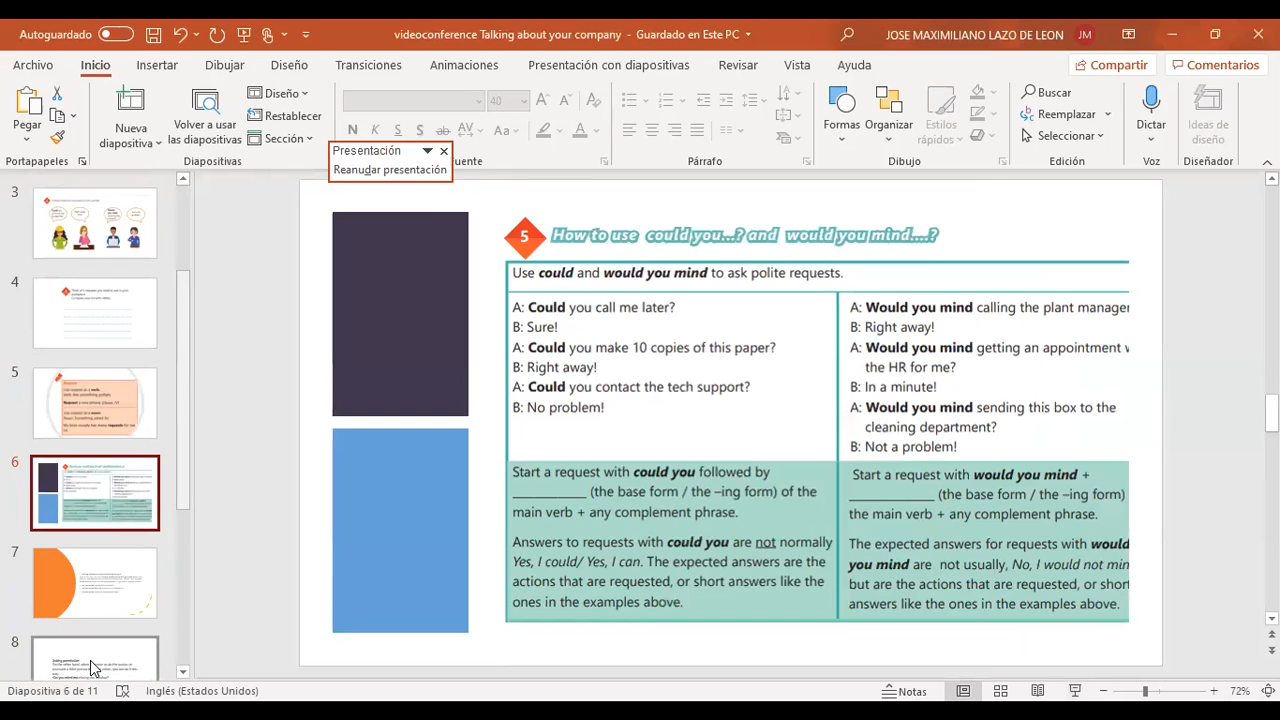 Autoguardado
videoconference Talking about your company - Guardado en Este PC
JOSE MAXIMILIANO LAZO DE LEON
JM
Archivo
Inicio
Insertar
Dibujar
Diseño
Transiciones
Animaciones
Presentación con diapositivas
Revisar
Vista
Ayuda
Compartir
Comentarios
Pegar
Nueva diapositiva
Volver a usar las diapositivas
Diseño
Restablecer
Sección
40
N K S S ab AV Aa A
Formas
Organizar
Estilos rápidos
Buscar
Reemplazar
Seleccionar
Dictar
Ideas de diseño
Portapapeles
Diapositivas
uente
Párrafo
Dibujo
Edición
Voz
Diseñador
Presentación
Reanudar presentación
3
4
5
6
7
8
5
How to use could you...? and would you mind....?
Use could and would you mind to ask polite requests.
A: Could you call me later?
B: Sure!
A: Could you make 10 copies of this paper?
B: Right away!
A: Could you contact the tech support?
B: No problem!
A: Would you mind calling the plant manager
B: Right away!
A: Would you mind getting an appointment w
the HR for me?
B: In a minute!
A: Would you mind sending this box to the
cleaning department?
B: Not a problem!
Start a request with could you followed by
____________ (the base form / the –ing form) of the
main verb + any complement phrase.
Answers to requests with could you are not normally
Yes, I could/ Yes, I can. The expected answers are the
actions that are requested, or short answers like the
ones in the examples above.
Start a request with would you mind +
____________ (the base form / the –ing form)
the main verb + any complement phrase.
The expected answers for requests with would
you mind are not usually, No, I would not min
but are the actions that are requested, or short
answers like the ones in the examples above.
Diapositiva 6 de 11
Inglés (Estados Unidos)
Notas
72%